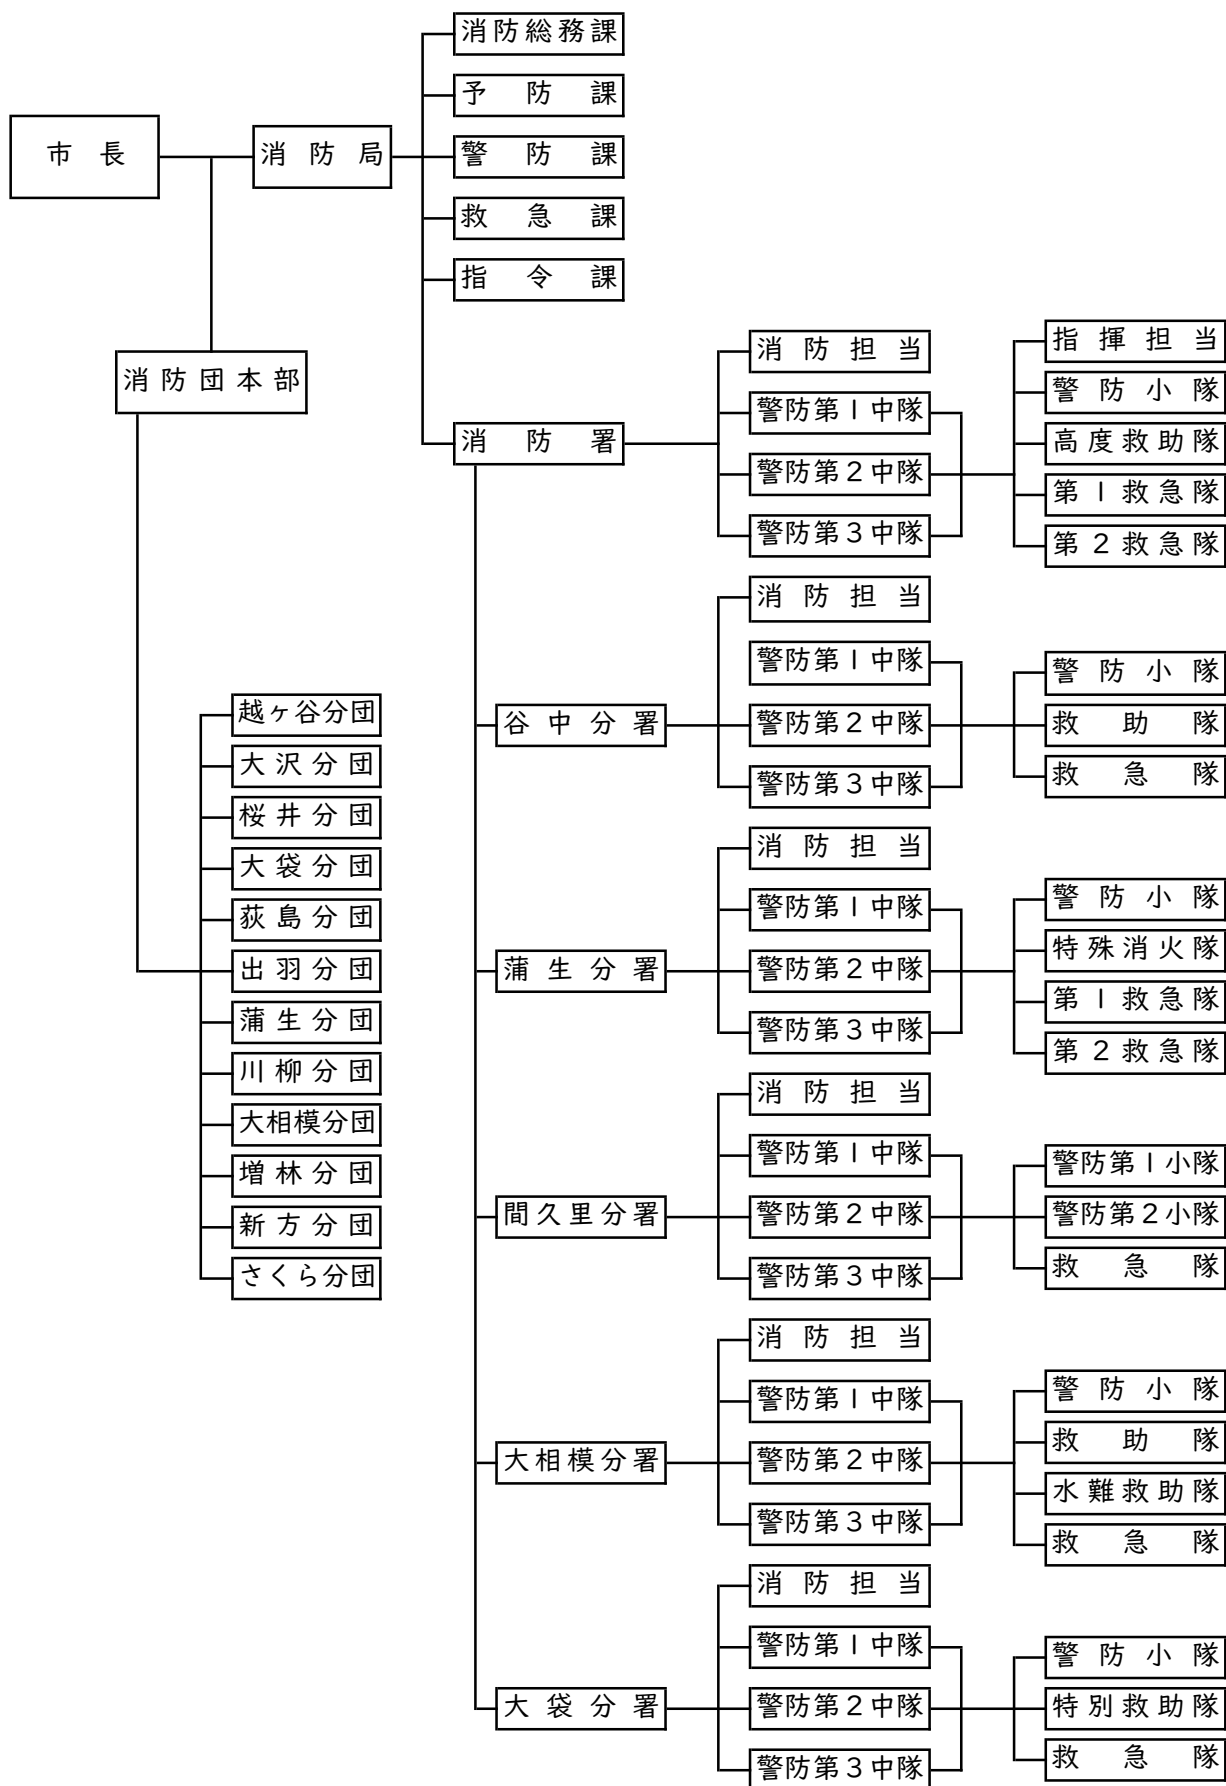 市長
消防局
消防総務課
予防課
警防課
救急課
指令課
消防団本部
越ヶ谷分団
大沢分団
桜井分団
大袋分団
荻島分団
出羽分団
蒲生分団
川柳分団
大相模分団
増林分団
新方分団
さくら分団
消防署
消防担当
警防第1中隊
警防第2中隊
警防第3中隊
指揮担当
警防小隊
高度救助隊
第1救急隊
第2救急隊
谷中分署
消防担当
警防第1中隊
警防第2中隊
警防第3中隊
警防小隊
救助隊
救急隊
蒲生分署
消防担当
警防第1中隊
警防第2中隊
警防第3中隊
警防小隊
特殊消火隊
第1救急隊
第2救急隊
間久里分署
消防担当
警防第1中隊
警防第2中隊
警防第3中隊
警防第1小隊
警防第2小隊
救急隊
大相模分署
消防担当
警防第1中隊
警防第2中隊
警防第3中隊
警防小隊
救助隊
水難救助隊
救急隊
大袋分署
消防担当
警防第1中隊
警防第2中隊
警防第3中隊
警防小隊
特別救助隊
救急隊